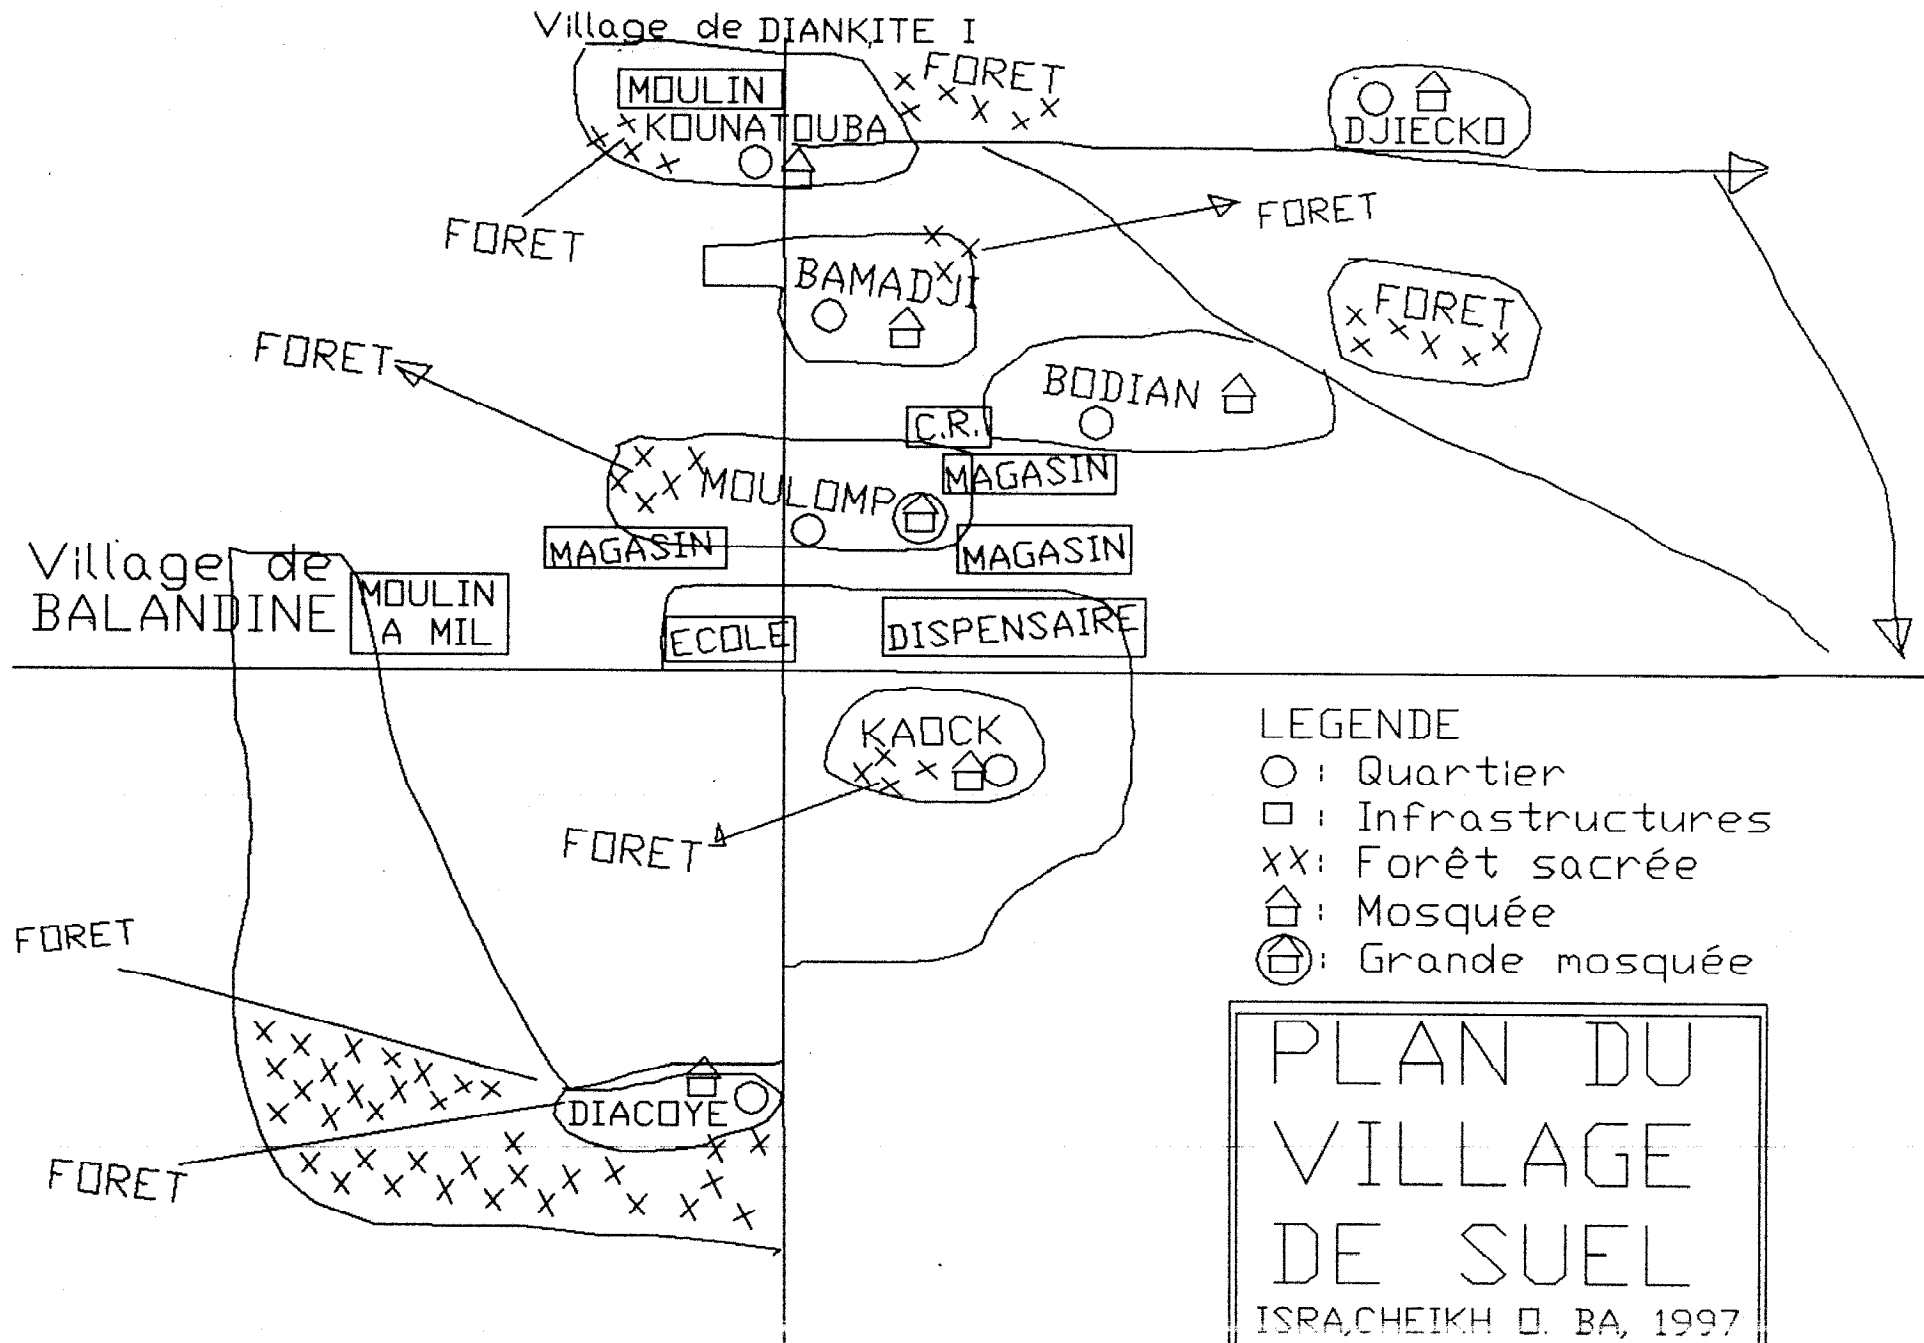 Village de DIANKITE I
FORET
MOULIN
KOUNATOUBA
DJIECKO
FORET
FORET
BAMADJI
FORET
FORET
BODIAN
C.R.
MOULOMP
MAGASIN
MAGASIN
MAGASIN
Village de
BALANDINE
MOULIN
A MIL
ECOLE
DISPENSAIRE
KAOCK
FORET
FORET
DIACOYE
FORET
LEGENDE
: Quartier
: Infrastructures
XX: Forêt sacrée
: Mosquée
: Grande mosquée
PLAN DU
VILLAGE
DE SUEL
ISRA,CHEIKH O. BA, 1997